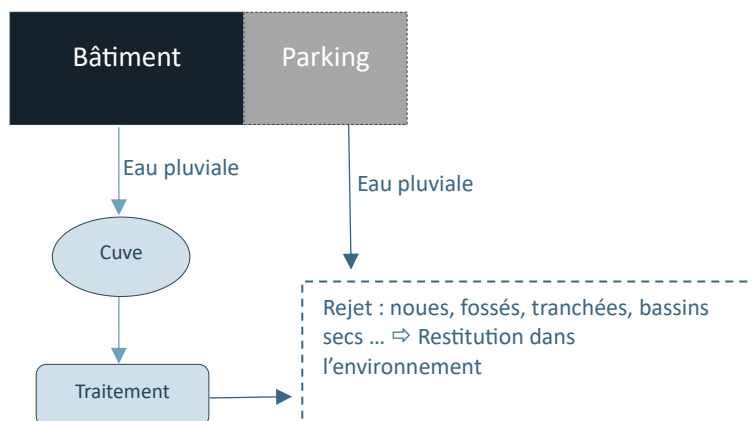 Bâtiment
Parking
Eau pluviale
Eau pluviale
Cuve
Rejet : noues, fossés, tranchées, bassins
secs ... ⇨ Restitution dans
l’environnement
Traitement